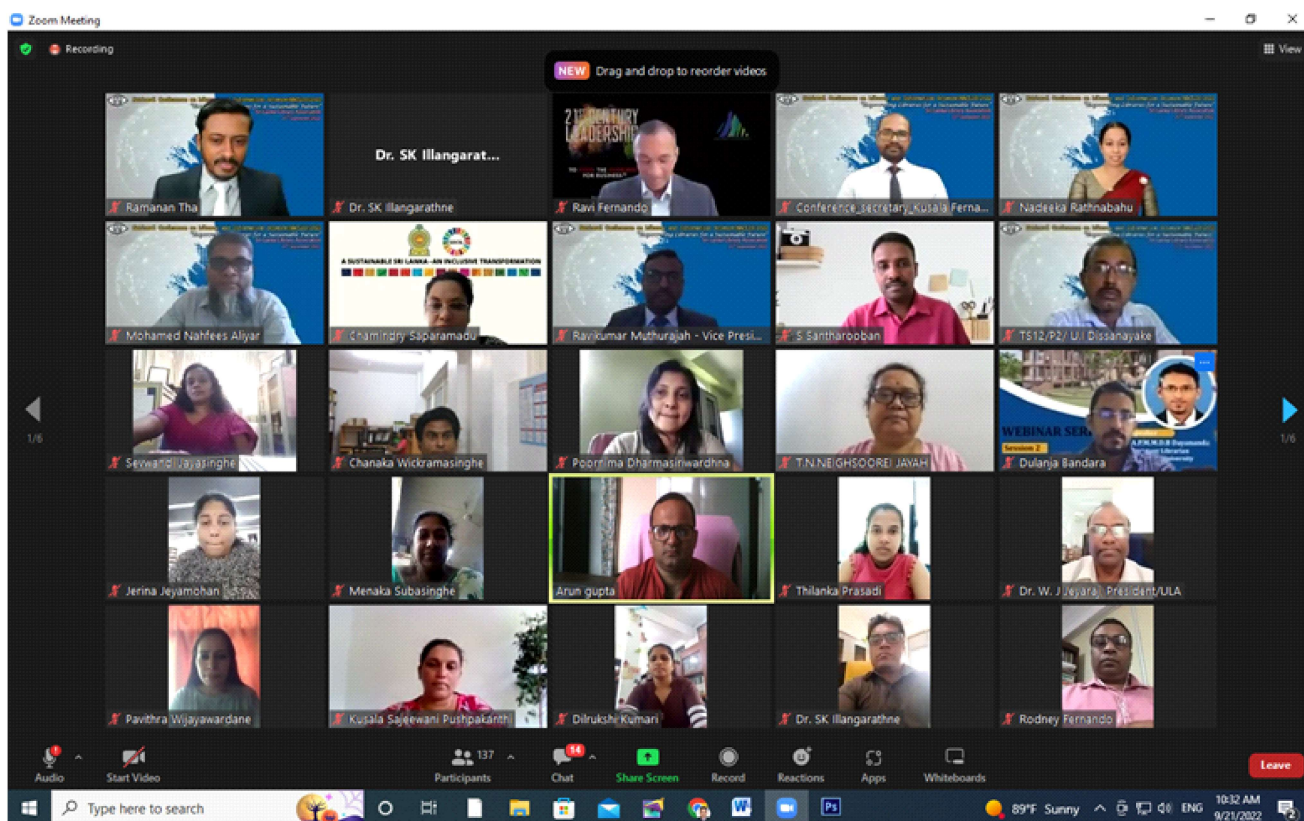 Zoom Meeting
Recording
View
NEW Drag and drop to reorder videos
Ramanan Tha
Dr. SK Illangarat...
Dr. SK Illangarathne
21ST CENTURY
LEADERSHIP
FOR BUSINESS"
Ravi Fernando
Conference_secretary_Kusala Ferna...
Nadeeka Rathnabahu
Mohamed Nahfees Aliyar
A SUSTAINABLE SRI LANKA -AN INCLUSIVE TRANSFORMATION
Chamindry Saparamadu
Ravikumar Muthurajah - Vice Presi...
S Santharooban
TS12/P2/ U.I Dissanayake
Sewwandi Jayasinghe
Chanaka Wickramasinghe
Poornima Dharmasiriwardhna
T.N.NEIGHSOOREI JAYAH
WEBINAR SER
Session 2
Dulanja Bandara
1/6
1/6
Jerina Jeyamohan
Menaka Subasinghe
Arun gupta
Thilanka Prasadi
Dr. W. J Jeyaraj President/ULA
Pavithra Wijayawardane
Kusala Sajeewani Pushpakanthi
Dilrukshi Kumari
Dr. SK Illangarathne
Rodney Fernando
Audio
Start Video
137
Participants
14
Chat
Share Screen
Record
Reactions
Apps
Whiteboards
Leave
Type here to search
W
Ps
89°F Sunny
ENG
10:32 AM
9/21/2022
2